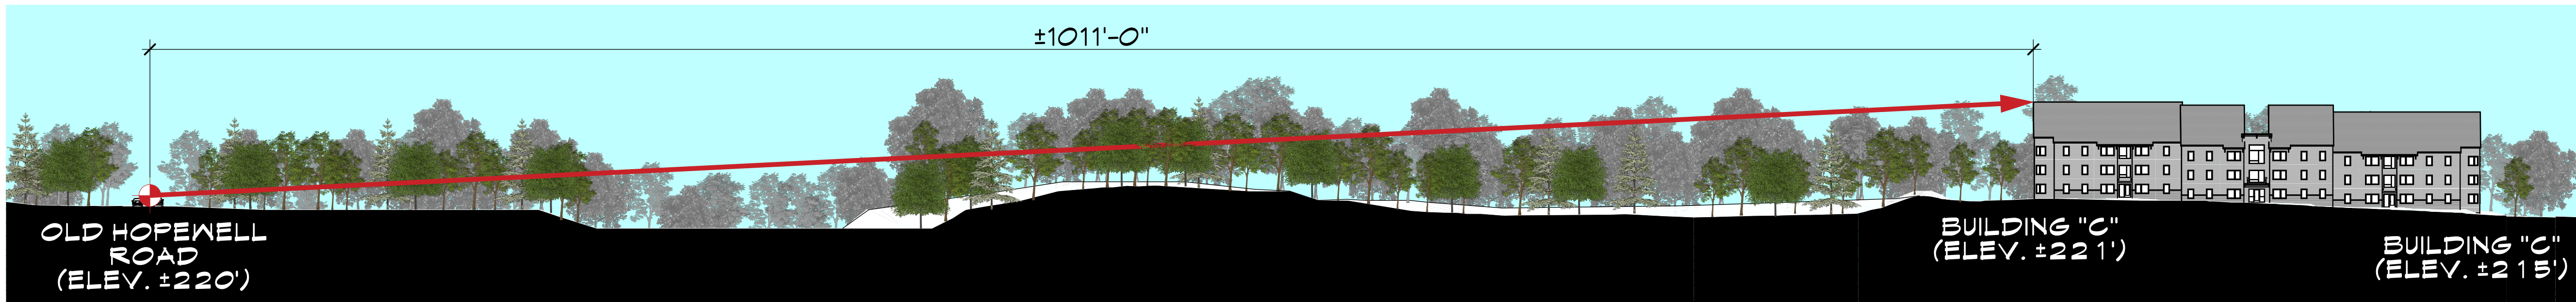 ±1011'-0"
OLD HOPEWELL
ROAD
(ELEV. ±220')
BUILDING "C"
(ELEV. ±221')
BUILDING "C"
(ELEV. ±215')